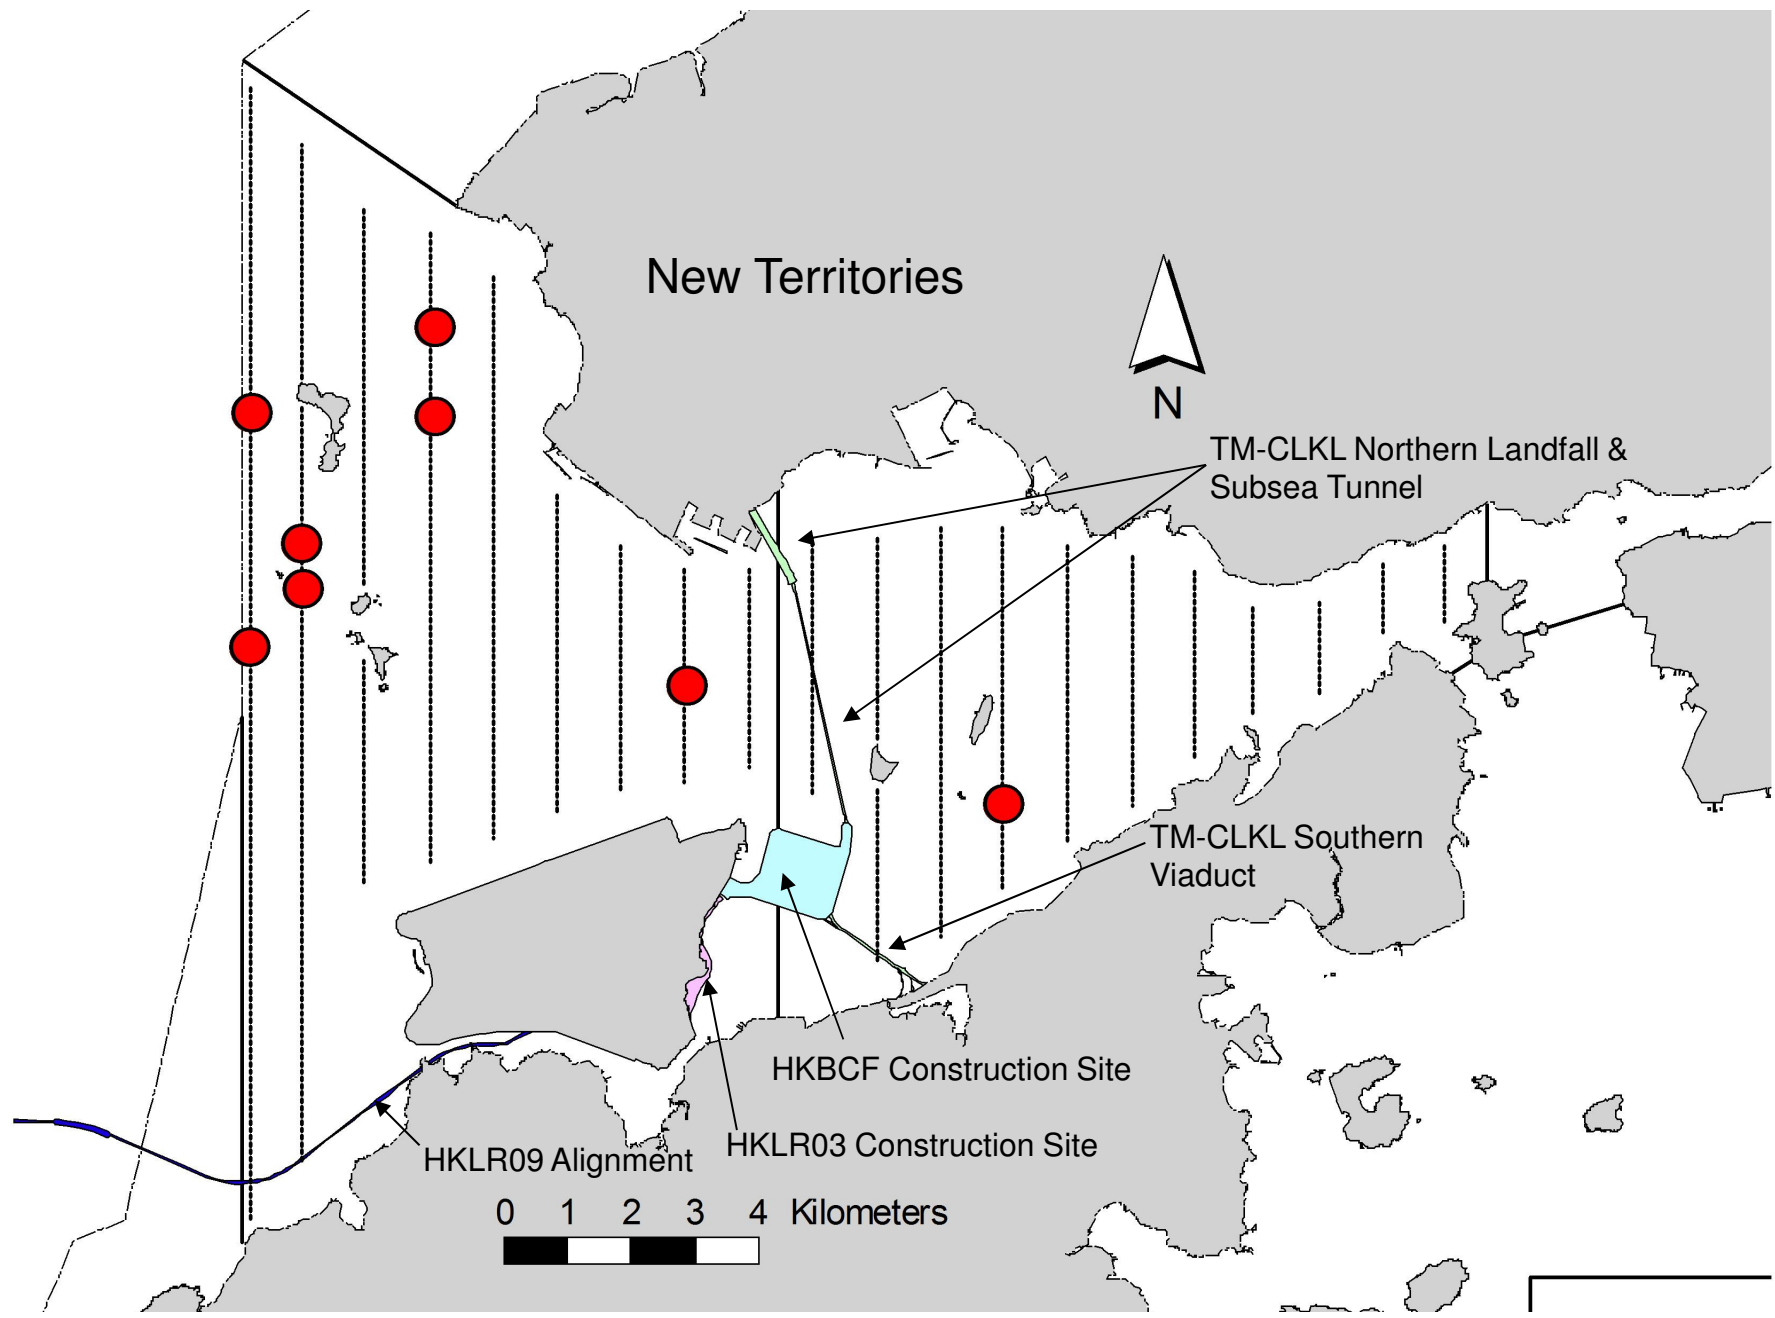 New Territories
N
TM-CLKL Northern Landfall &
Subsea Tunnel
TM-CLKL Southern
Viaduct
HKBCF Construction Site
HKLR03 Construction Site
HKLR09 Alignment
0 1 2 3 4 Kilometers